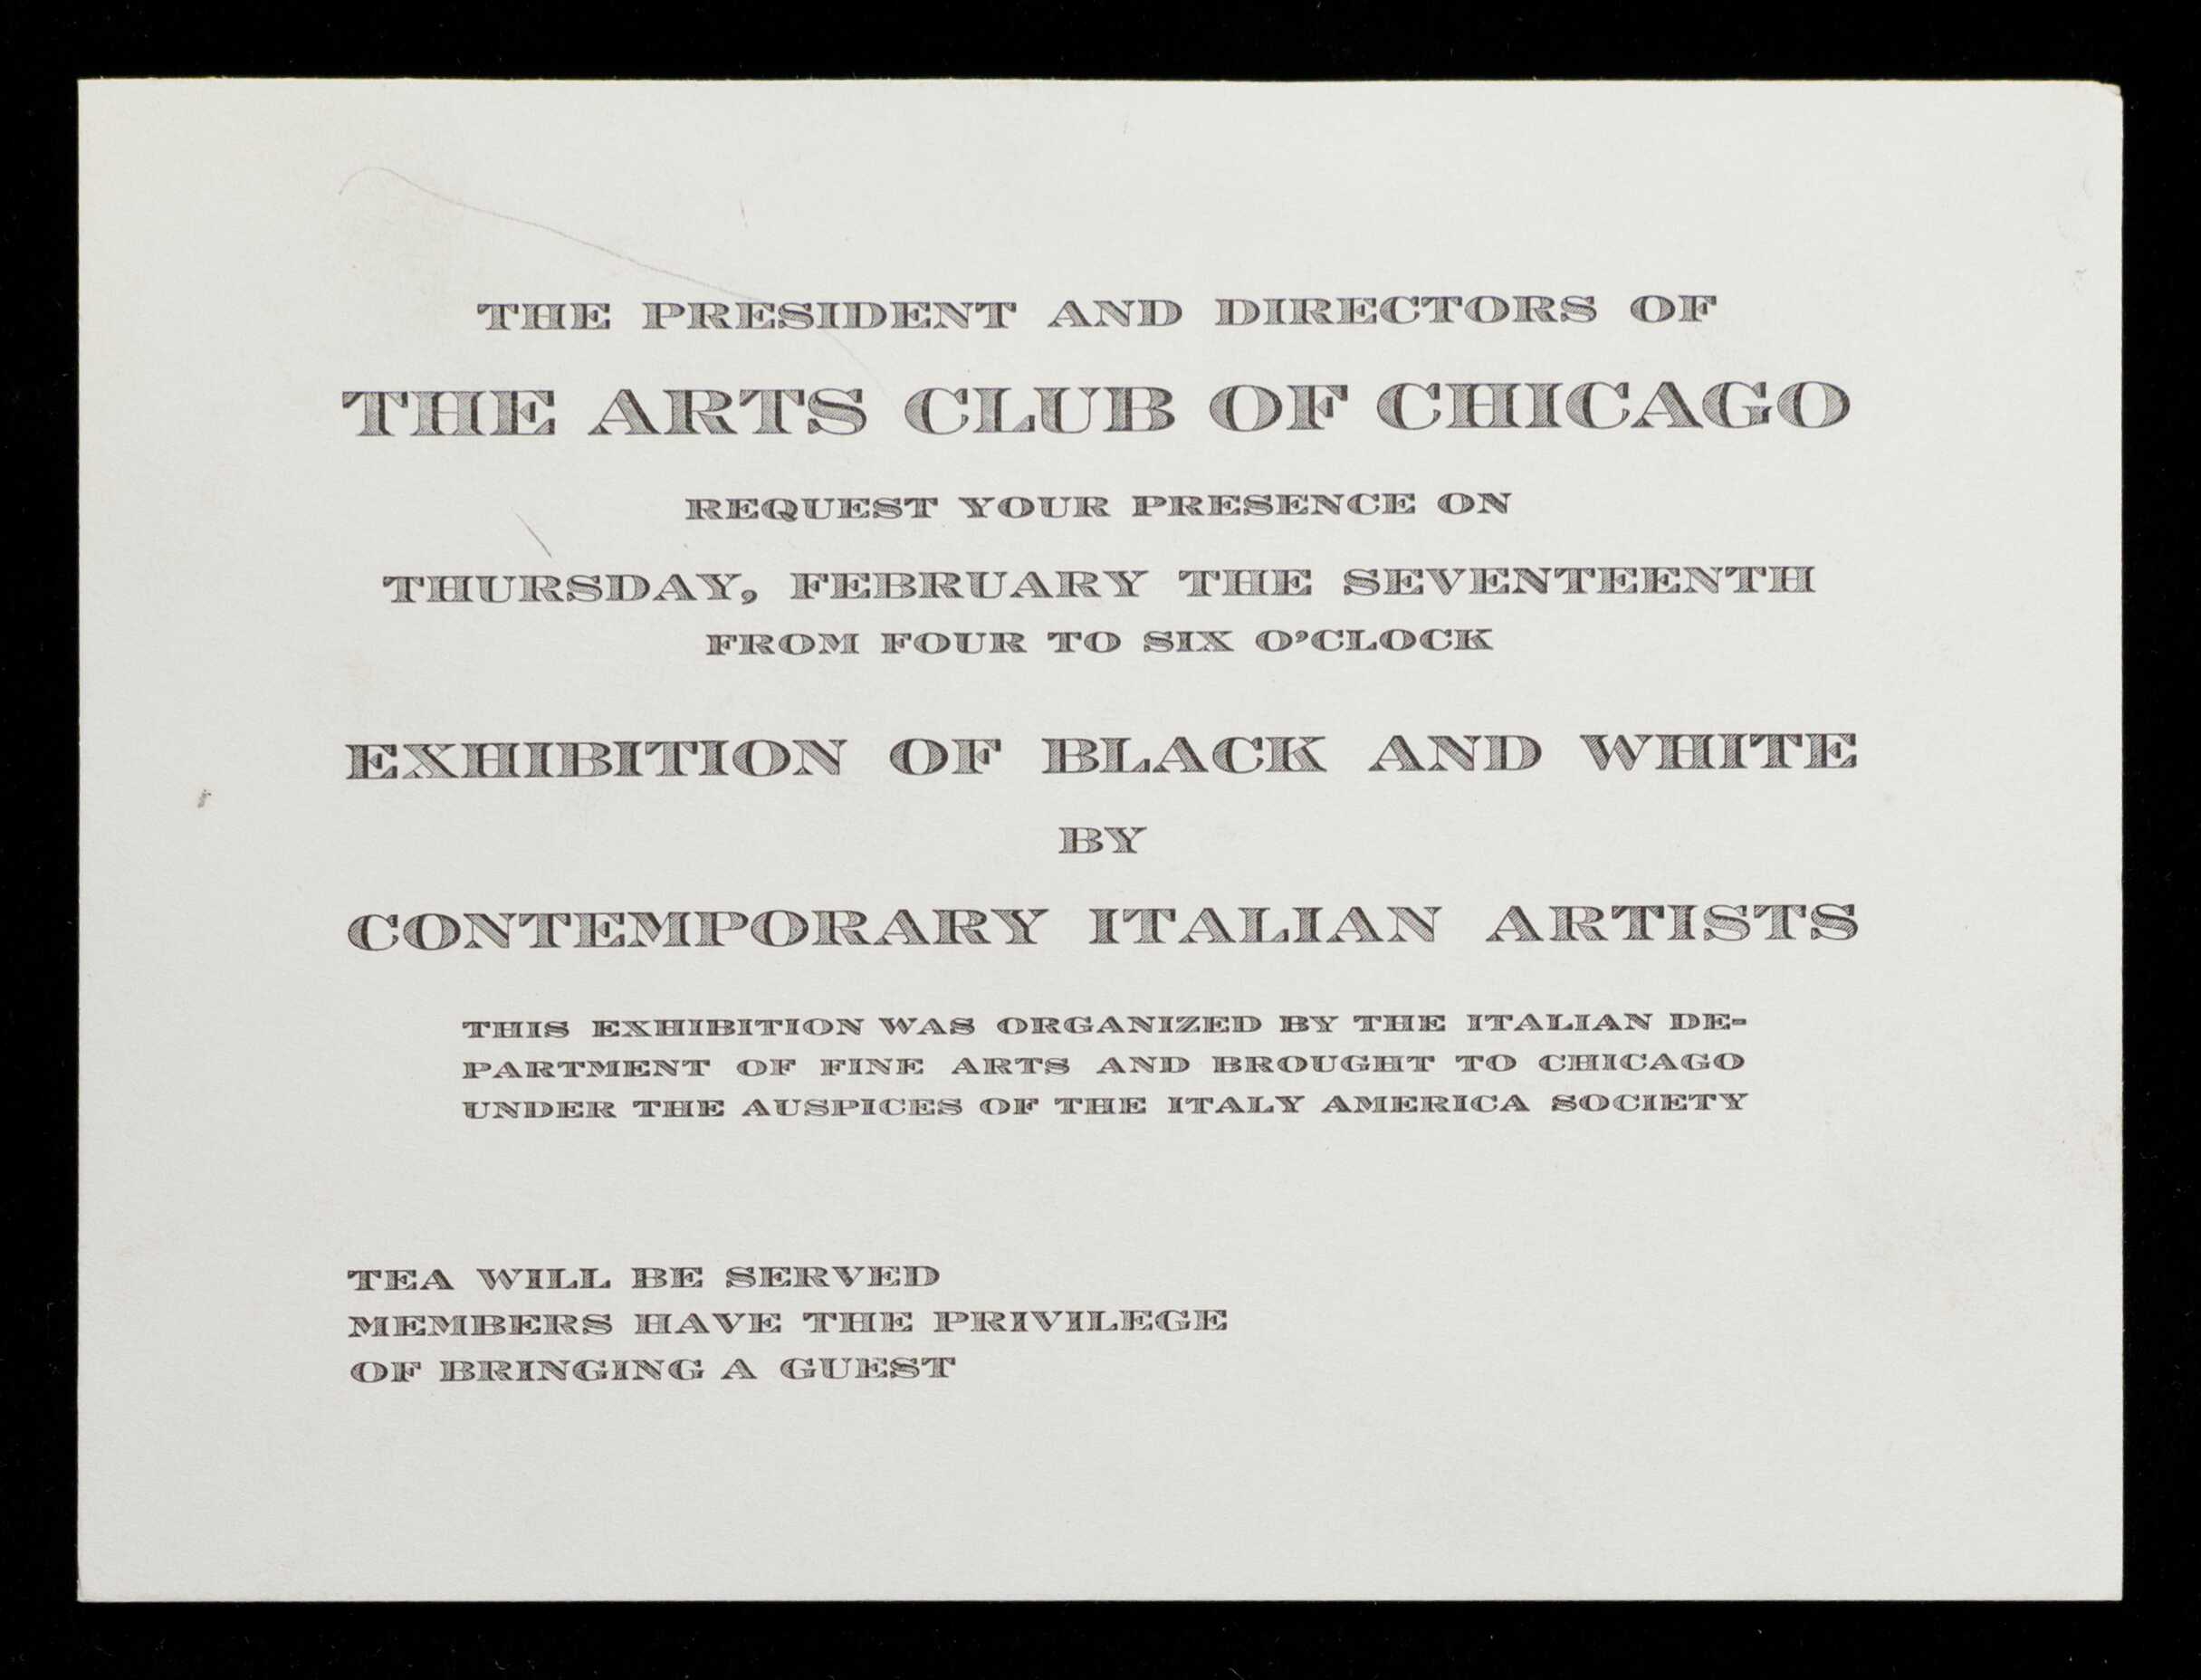 THE PRESIDENT AND DIRECTORS OF
THE ARTS CLUB OF CHICAGO
REQUEST YOUR PRESENCE ON
THURSDAY, FEBRUARY THE SEVENTEENTH
FROM FOUR TO SIX O'CLOCK
EXHIBITION OF BLACK AND WHITE
BY
CONTEMPORARY ITALIAN ARTISTS
THIS EXHIBITION WAS ORGANIZED BY THE ITALIAN DE-
PARTMENT OF FINE ARTS AND BROUGHT TO CHICAGO
UNDER THE AUSPICES OF THE ITALY AMERICA SOCIETY
TEA WILL BE SERVED
MEMBERS HAVE THE PRIVILEGE
OF BRINGING A GUEST